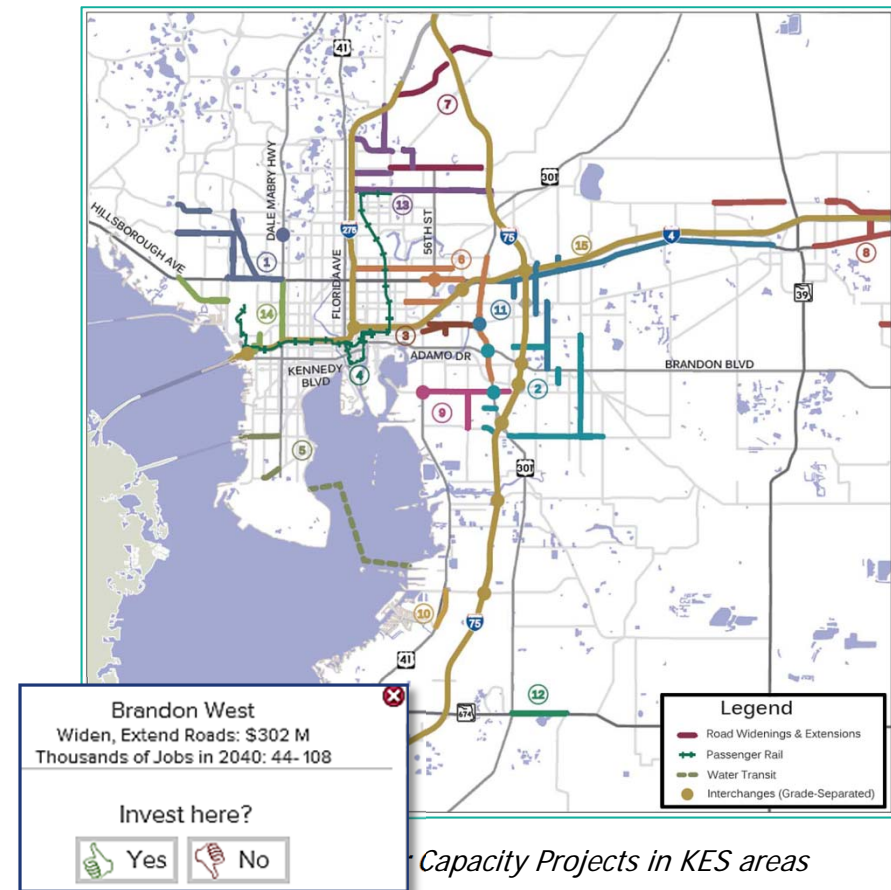 41
7
DALE MABRY HWY
301
13
HILLSBOROUGH AVE
275
56TH ST
75
15
4
1
6
8
FLORIDA AVE
39
11
14
3
ADAMO DR
KENNEDY
BLVD
4
BRANDON BLVD
2
9
5
301
10
75
41
12
674
Legend
Road Widenings & Extensions
Passenger Rail
Water Transit
Interchanges (Grade-Separated)
Brandon West
Widen, Extend Roads: $302 M
Thousands of Jobs in 2040: 44-108
Invest here?
Yes
No
Capacity Projects in KES areas